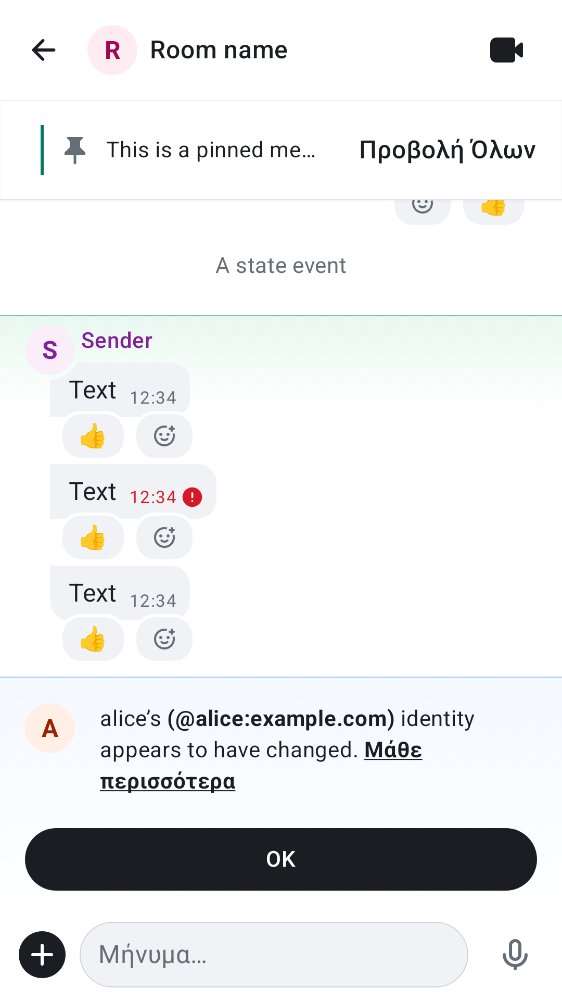 R Room name
This is a pinned me… Προβολή Όλων
A state event
S Sender
Text 12:34
Text 12:34
Text 12:34
A alice’s (@alice:example.com) identity
appears to have changed. Μάθε
περισσότερα
OK
Μήνυμα…